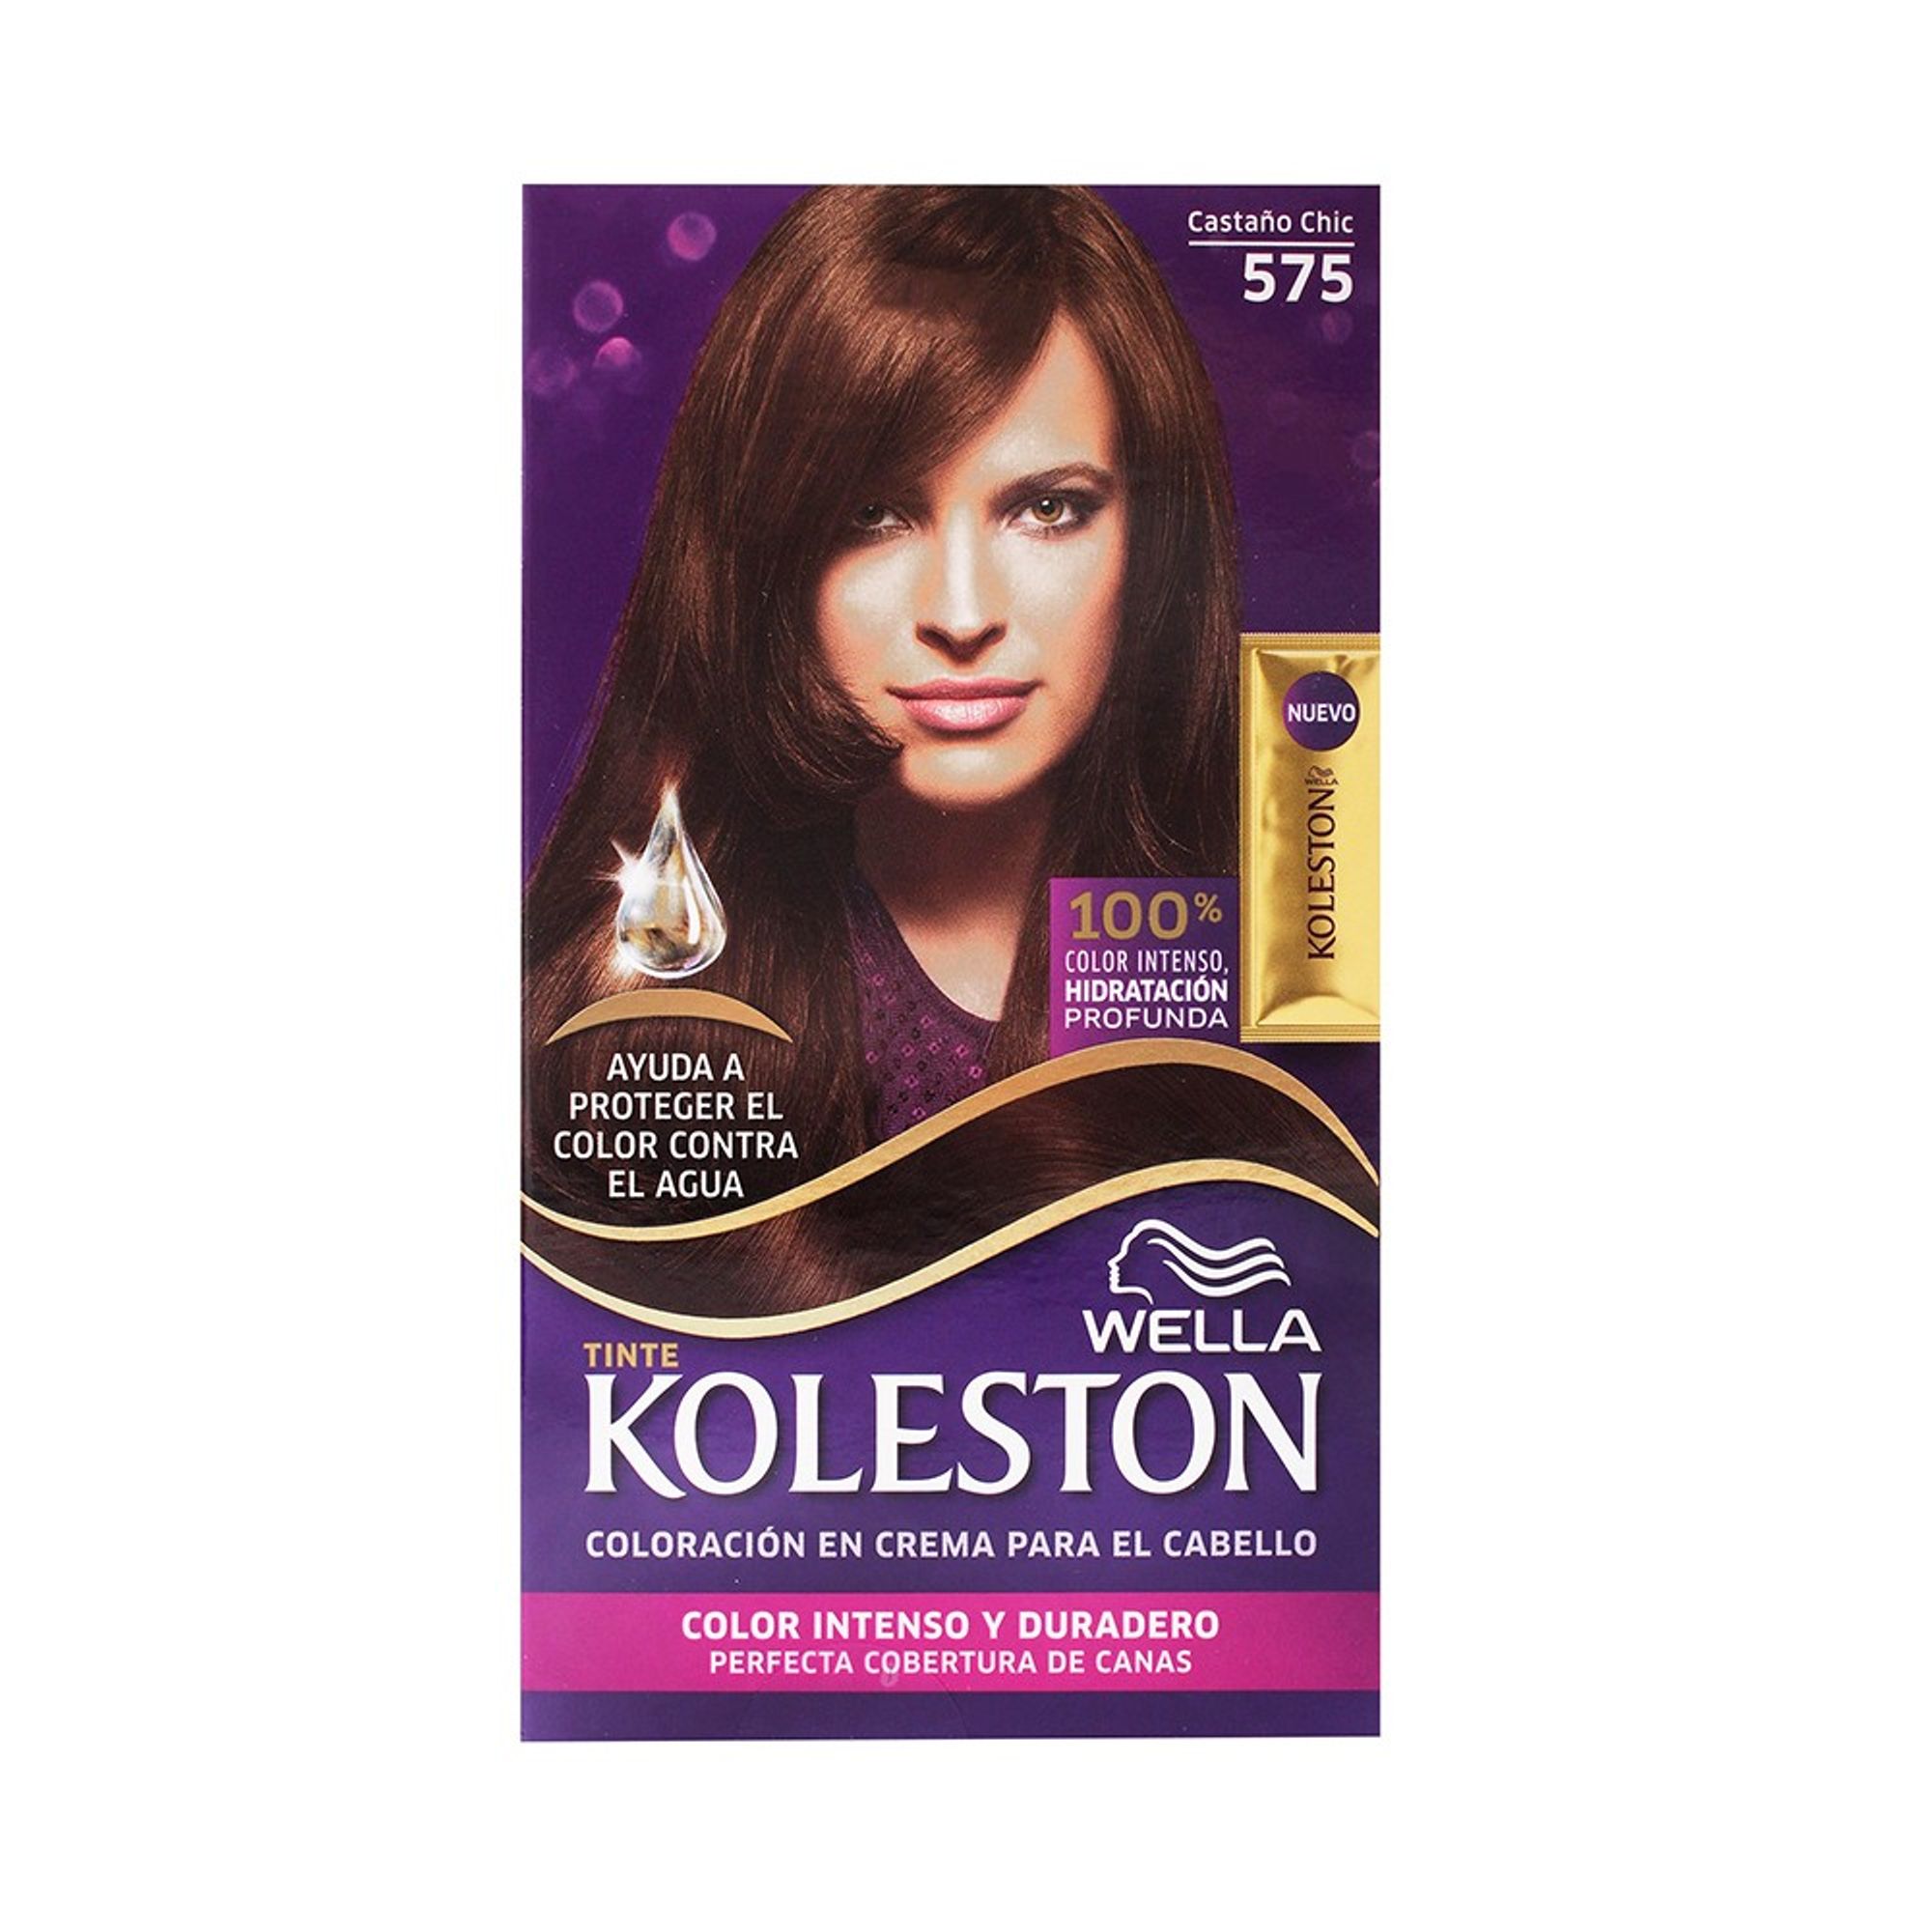 Castaño Chic
575
NUEVO
WELLA
KOLESTON
100%
COLOR INTENSO,
HIDRATACIÓN
PROFUNDA
AYUDA A
PROTEGER EL
COLOR CONTRA
EL AGUA
WELLA
TINTE
KOLESTON
COLORACIÓN EN CREMA PARA EL CABELLO
COLOR INTENSO Y DURADERO
PERFECTA COBERTURA DE CANAS